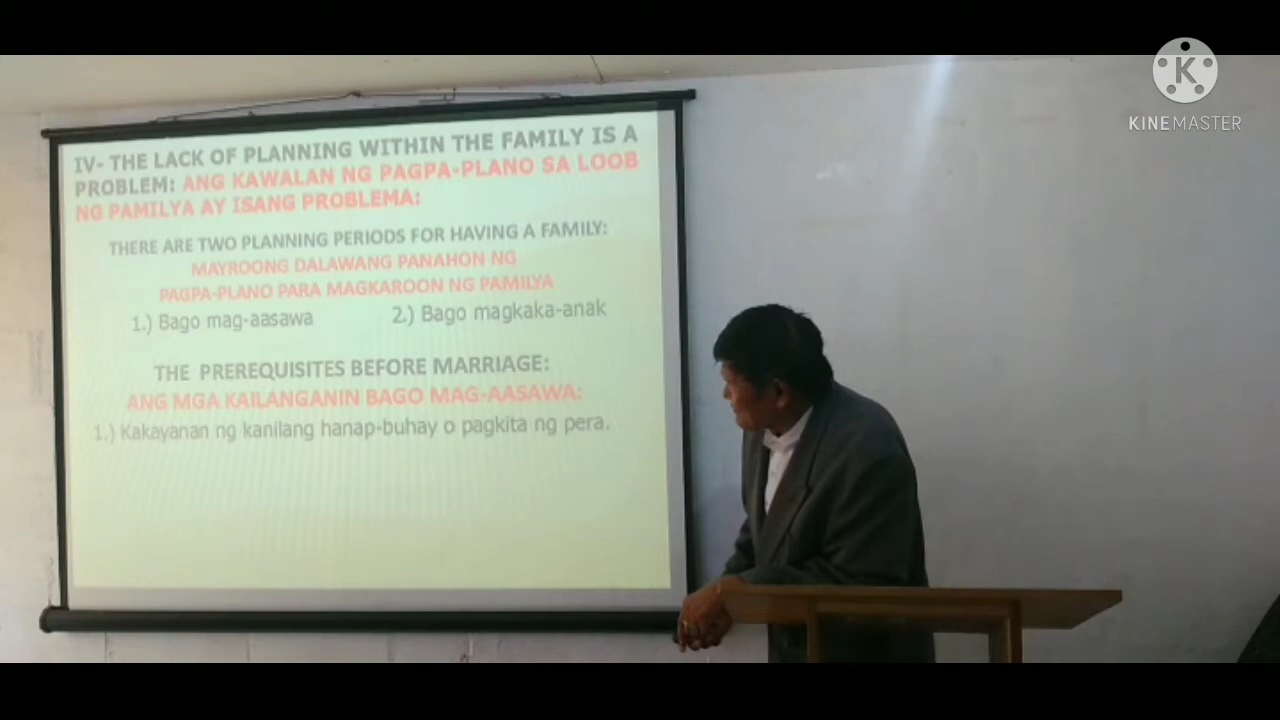 IV- THE LACK OF PLANNING WITHIN THE FAMILY IS A
PROBLEM: ANG KAWALAN NG PAGPA-PLANO SA LOOB
NG PAMILYA AY ISANG PROBLEMA:
THERE ARE TWO PLANNING PERIODS FOR HAVING A FAMILY:
MAYROONG DALAWANG PANAHON NG
PAGPA-PLANO PARA MAGKAROON NG PAMILYA
1.) Bago mag-aasawa 2.) Bago magkaka-anak
THE PREREQUISITES BEFORE MARRIAGE:
ANG MGA KAILANGANIN BAGO MAG-AASAWA:
1.) Kakayanan ng kanilang hanap-buhay o pagkita ng pera.
K
KINEMASTER